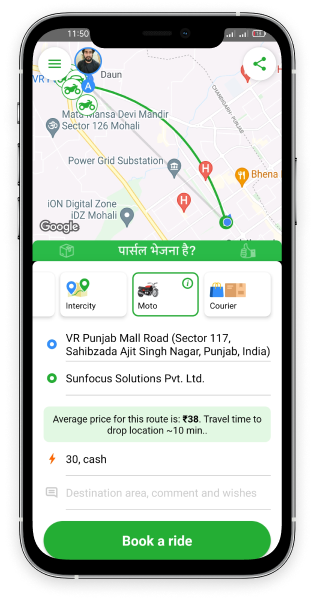 11:50
Daun
VR P
A
CHANDIGARH - PUNJAB
Mata Mansa Devi Mandir
Sector 126 Mohali
Power Grid Substation
H
Bhena
iON Digital Zone
iDZ Mohali
H
Google
पार्सल भेजना है?
Intercity
Moto
Courier
VR Punjab Mall Road (Sector 117,
Sahibzada Ajit Singh Nagar, Punjab, India)
Sunfocus Solutions Pvt. Ltd.
Average price for this route is: ₹38. Travel time to
drop location ~10 min..
30, cash
Destination area, comment and wishes
Book a ride